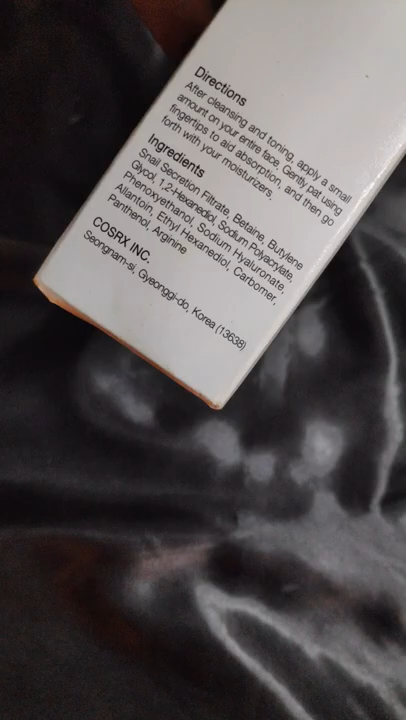 Directions
After cleansing and toning, apply a small
amount on your entire face. Gently pat using
fingertips to aid absorption, and then go
forth with your moisturizers.
Ingredients
Snail Secretion Filtrate, Betaine, Butylene
Glycol, 1,2-Hexanediol, Sodium Polyacrylate,
Phenoxyethanol, Sodium Hyaluronate,
Allantoin, Ethyl Hexanediol, Carbomer,
Panthenol, Arginine
COSRX INC.
Seongnam-si, Gyeonggi-do, Korea (13638)